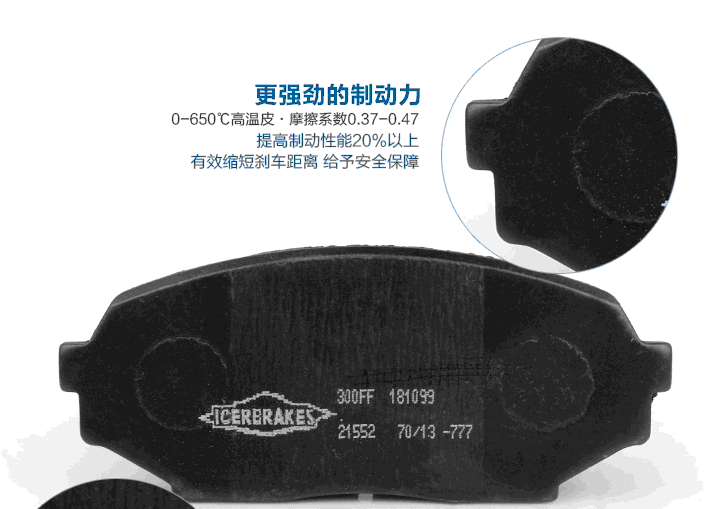 更强劲的制动力
0-650℃高温皮·摩擦系数0.37-0.47
提高制动性能20%以上
有效缩短刹车距离 给予安全保障
300FF 181099
ICERBRAKES
21552 70/13 -777